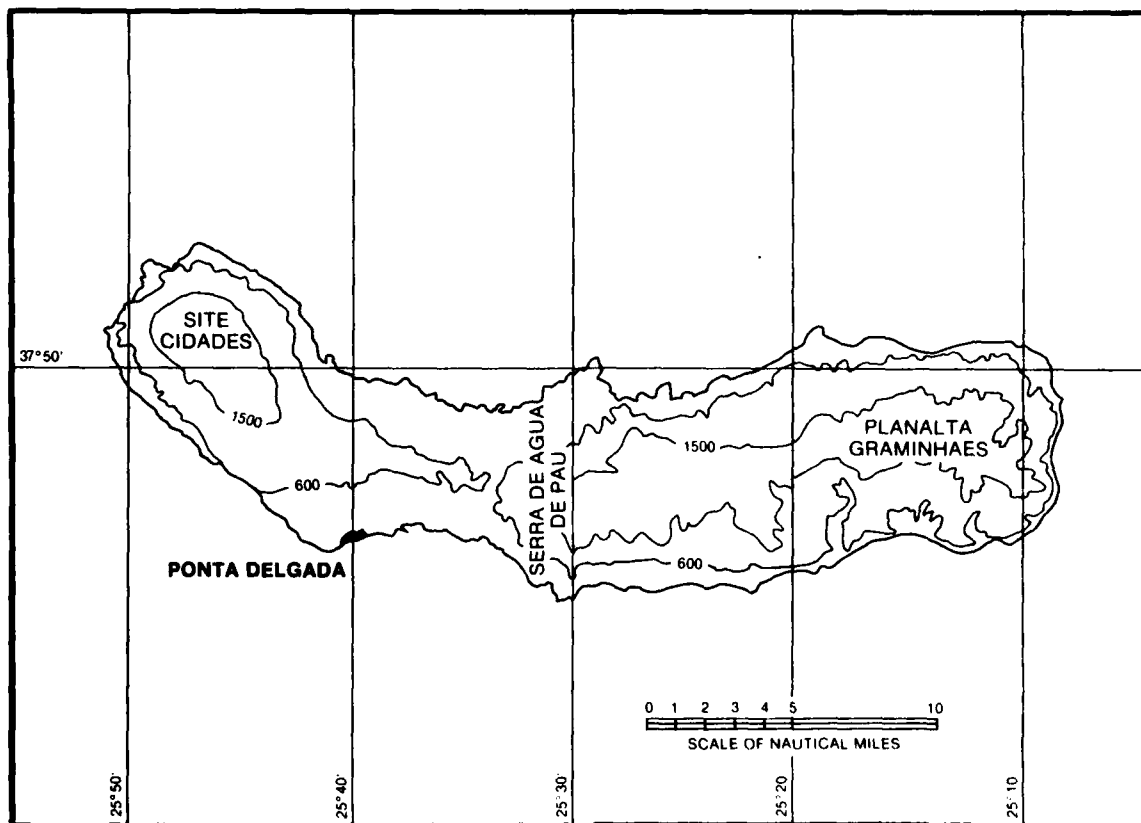 SITE
CIDADES
37°50'
1500
SERRA DE AGUA
DE PAU
1500
PLANALTA
GRAMINHAES
600
600
PONTA DELGADA
0 1 2 3 4 5 10
SCALE OF NAUTICAL MILES
25°50'
25°40'
25°30'
25°20'
25°10'